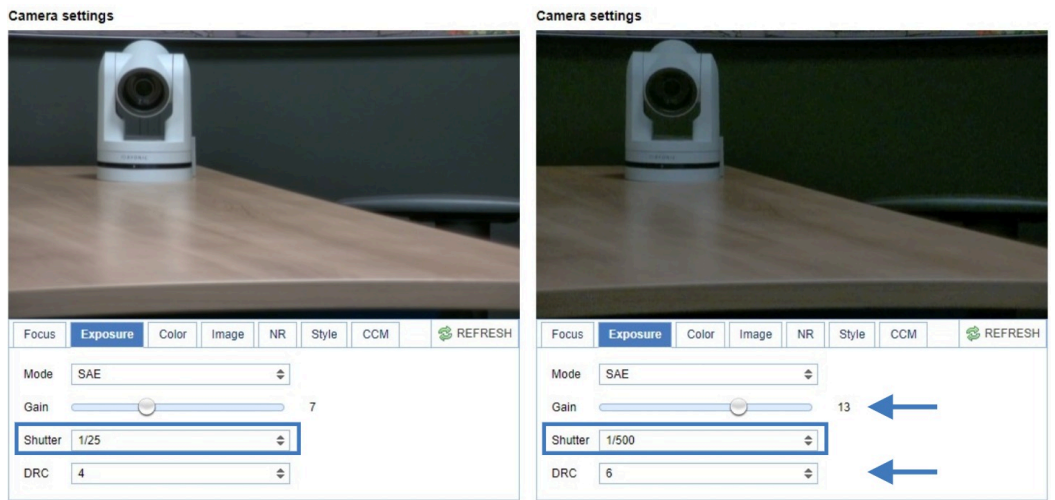 Camera settings
Focus Exposure Color Image NR Style CCM REFRESH
Mode SAE
Gain 7
Shutter 1/25
DRC 4
Camera settings
Focus Exposure Color Image NR Style CCM REFRESH
Mode SAE
Gain 13
Shutter 1/500
DRC 6